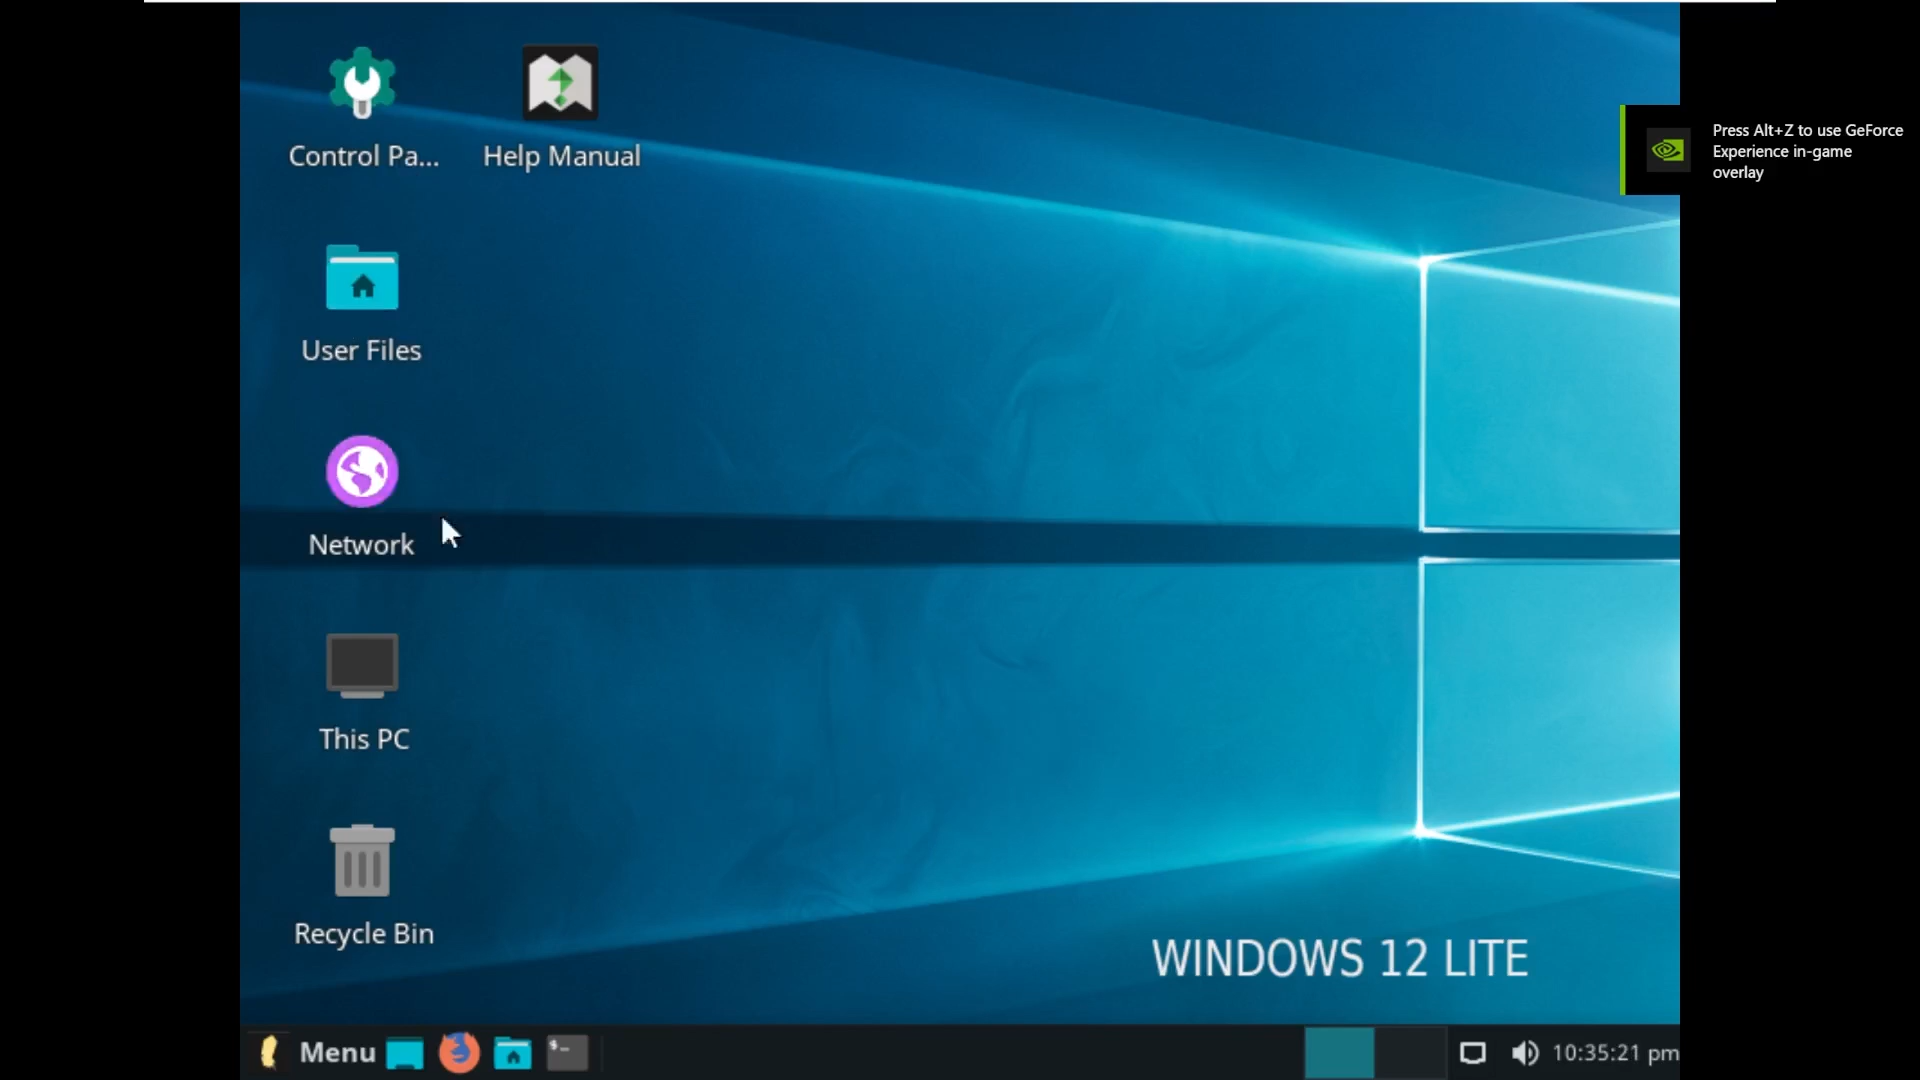 Control Pa...
Help Manual
User Files
Network
This PC
Recycle Bin
WINDOWS 12 LITE
Menu
$-
10:35:21 pm
Press Alt+Z to use GeForce
Experience in-game
overlay